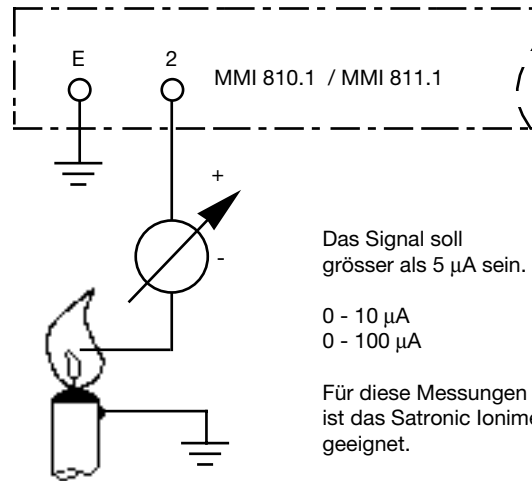 E 2 MMI 810.1 / MMI 811.1
+
-
Das Signal soll
grösser als 5 µA sein.
0 - 10 µA
0 - 100 µA
Für diese Messungen
ist das Satronic Ionime
geeignet.